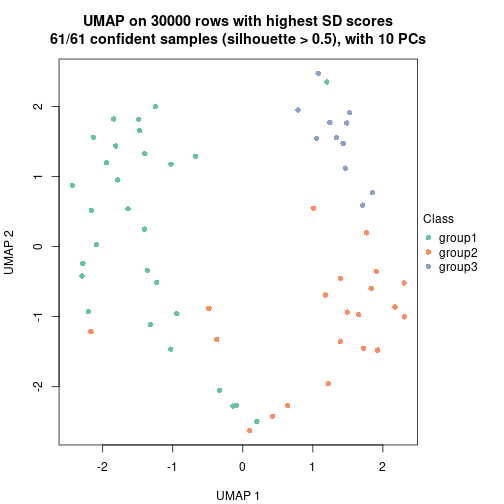 UMAP on 30000 rows with highest SD scores
61/61 confident samples (silhouette > 0.5), with 10 PCs
2
1
0
-1
-2
UMAP 2
-2
-1
0
1
2
UMAP 1
Class
group1
group2
group3